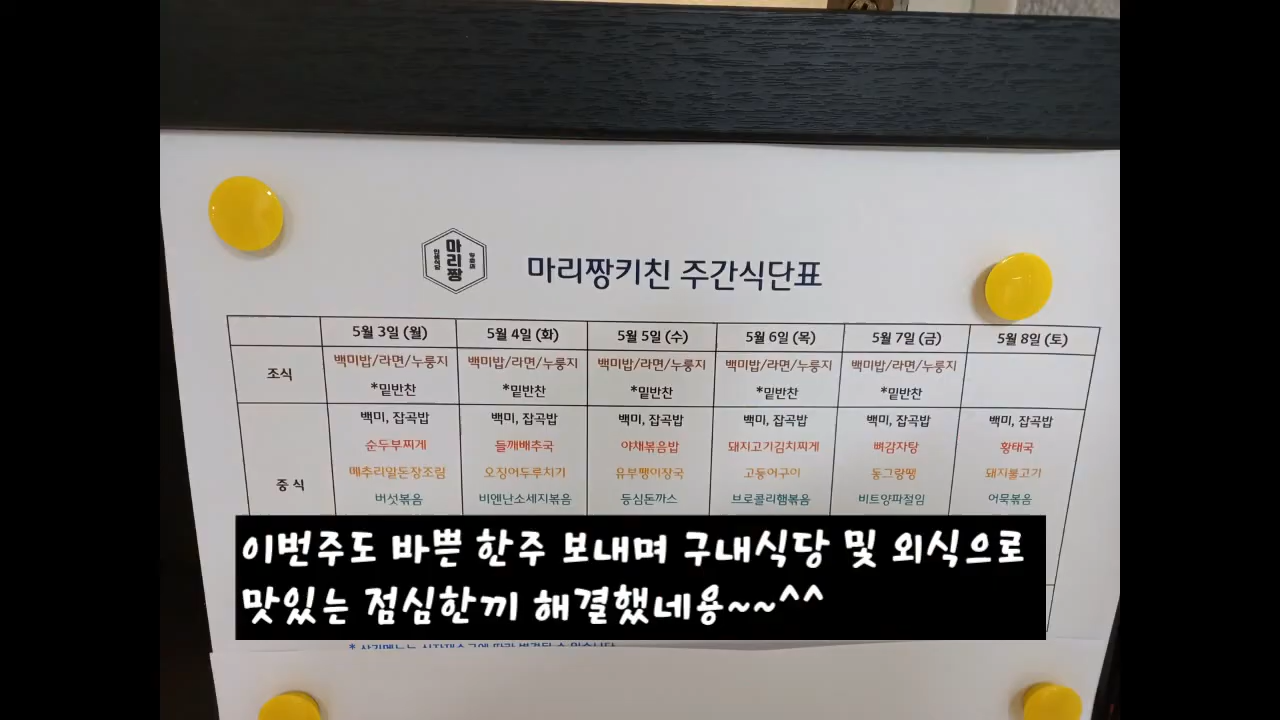 마리짱
마리짱키친 주간식단표
5월 3일 (월) 5월 4일 (화) 5월 5일 (수) 5월 6일 (목) 5월 7일 (금) 5월 8일 (토)
조식 백미밥/라면/누룽지 백미밥/라면/누룽지 백미밥/라면/누룽지 백미밥/라면/누룽지 백미밥/라면/누룽지
*밑반찬 *밑반찬 *밑반찬 *밑반찬 *밑반찬
백미, 잡곡밥 백미, 잡곡밥 백미, 잡곡밥 백미, 잡곡밥 백미, 잡곡밥 백미, 잡곡밥
순두부찌게 들깨배추국 야채볶음밥 돼지고기김치찌게 뼈감자탕 황태국
메추리알돈장조림 오징어두루치기 유부팽이장국 고등어구이 동그랑땡 돼지불고기
중식 버섯볶음 비엔난소세지볶음 등심돈까스 브로콜리햄볶음 비트양파절임 어묵볶음
이번주도 바쁜 한주 보내며 구내식당 및 외식으로
맛있는 점심한끼 해결했네용~~^^